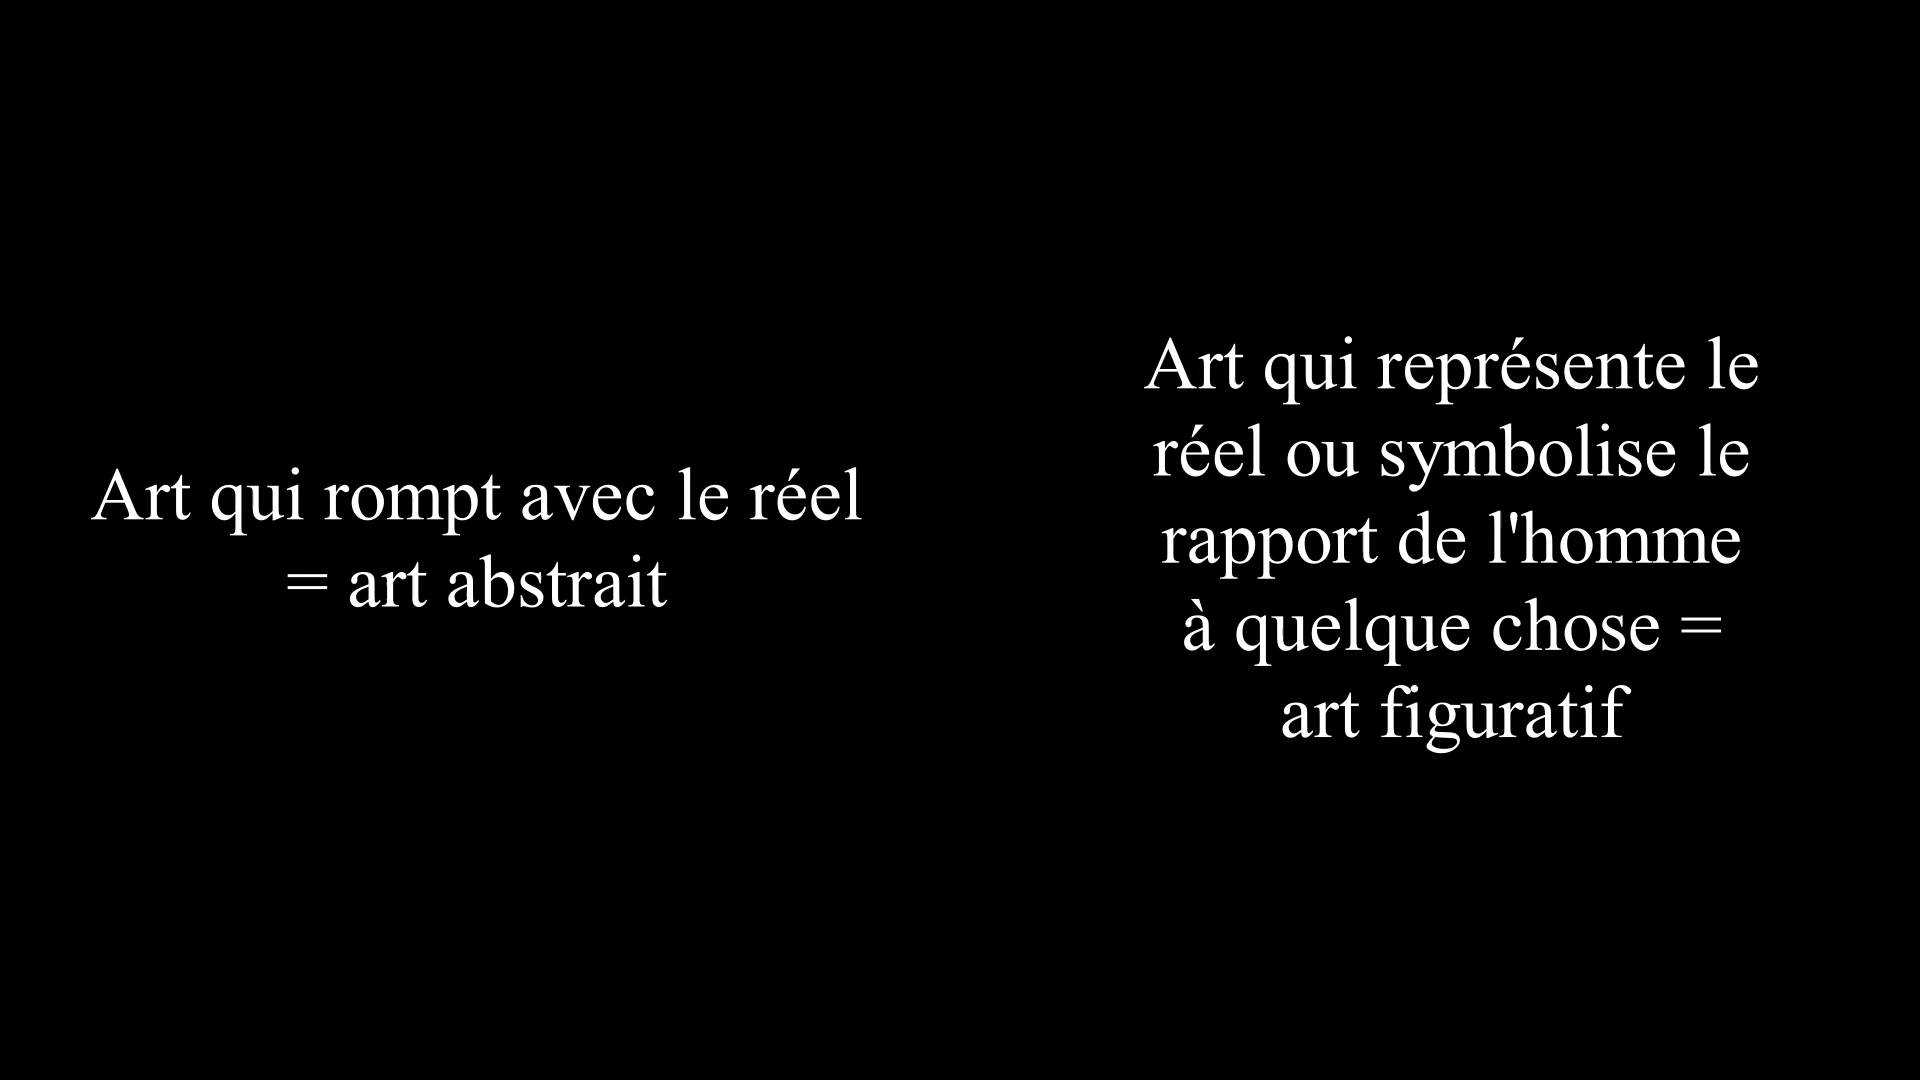 Art qui rompt avec le réel
= art abstrait
Art qui représente le
réel ou symbolise le
rapport de l'homme
à quelque chose =
art figuratif